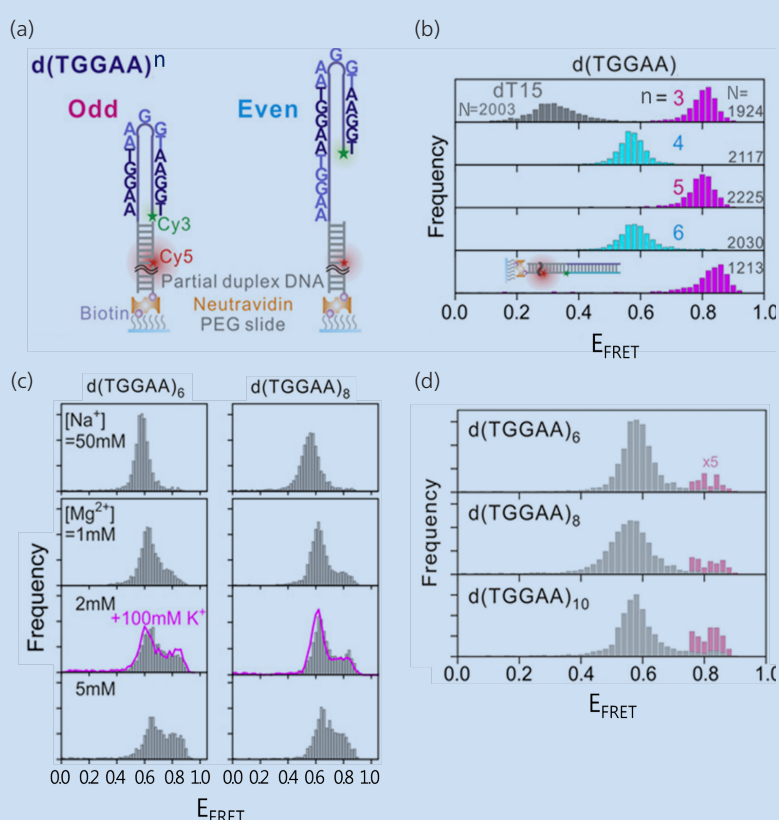 (a)
d(TGGAA)n
Odd
Even
G
A G
A T
T A
G A
G G
A G
A T
G
A G
A T
T A
G A
G G
A G
A T
T
G
G
A
A
Cy3
Cy5
Partial duplex DNA
Biotin
Neutravidin
PEG slide
(b)
d(TGGAA)
dT15
N=2003
n = 3
N=
1924
4
2117
5
2225
6
2030
1213
Frequency
0.0 0.2 0.4 0.6 0.8 1.0
EFRET
(c)
d(TGGAA)6
d(TGGAA)8
[Na+]
=50mM
[Mg2+]
=1mM
2mM
+100mM K+
5mM
Frequency
0.0 0.2 0.4 0.6 0.8 1.0
0.0 0.2 0.4 0.6 0.8 1.0
EFRET
(d)
d(TGGAA)6
x5
d(TGGAA)8
d(TGGAA)10
Frequency
0.0 0.2 0.4 0.6 0.8 1.0
EFRET